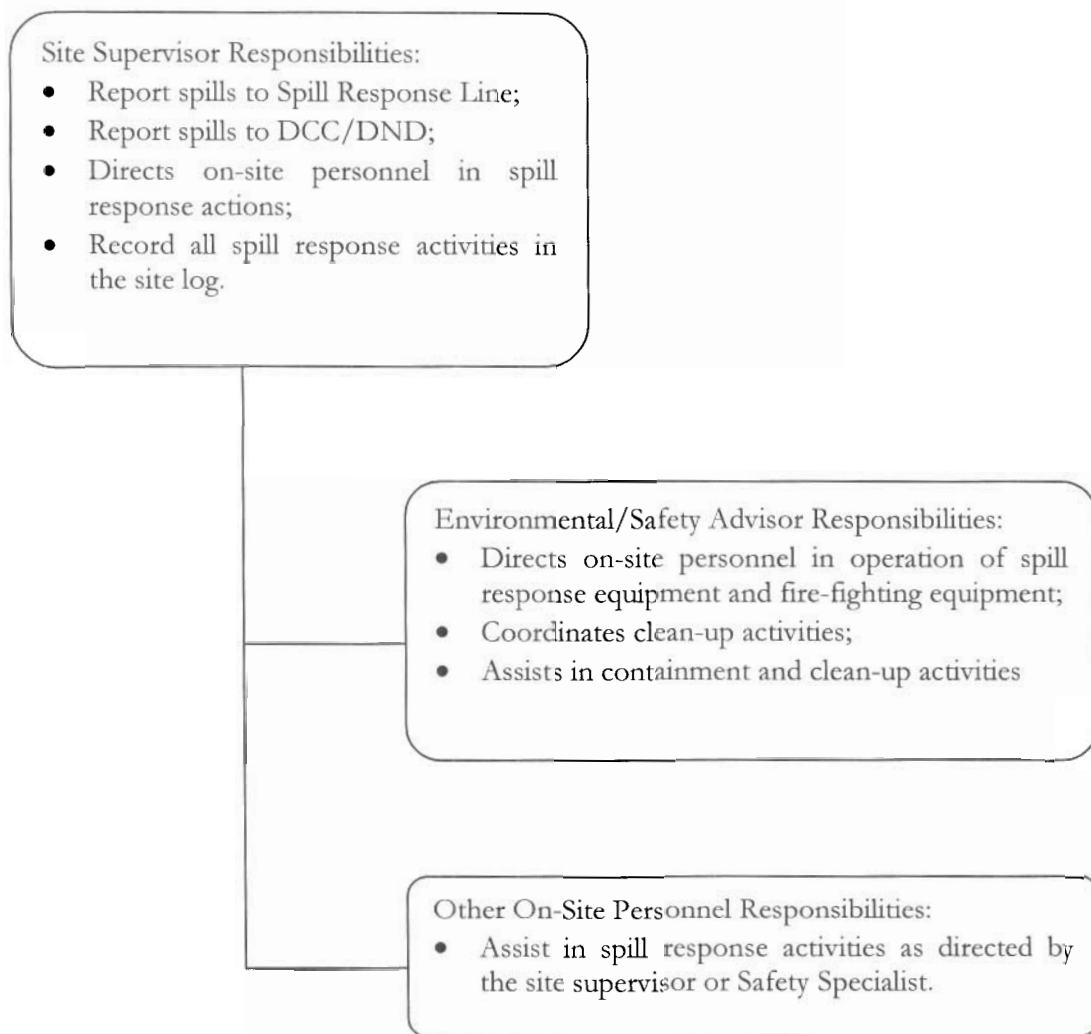 Site Supervisor Responsibilities:
• Report spills to Spill Response Line;
• Report spills to DCC/DND;
• Directs on-site personnel in spill
response actions;
• Record all spill response activities in
the site log.
Environmental/Safety Advisor Responsibilities:
• Directs on-site personnel in operation of spill
response equipment and fire-fighting equipment;
• Coordinates clean-up activities;
• Assists in containment and clean-up activities
Other On-Site Personnel Responsibilities:
• Assist in spill response activities as directed by
the site supervisor or Safety Specialist.